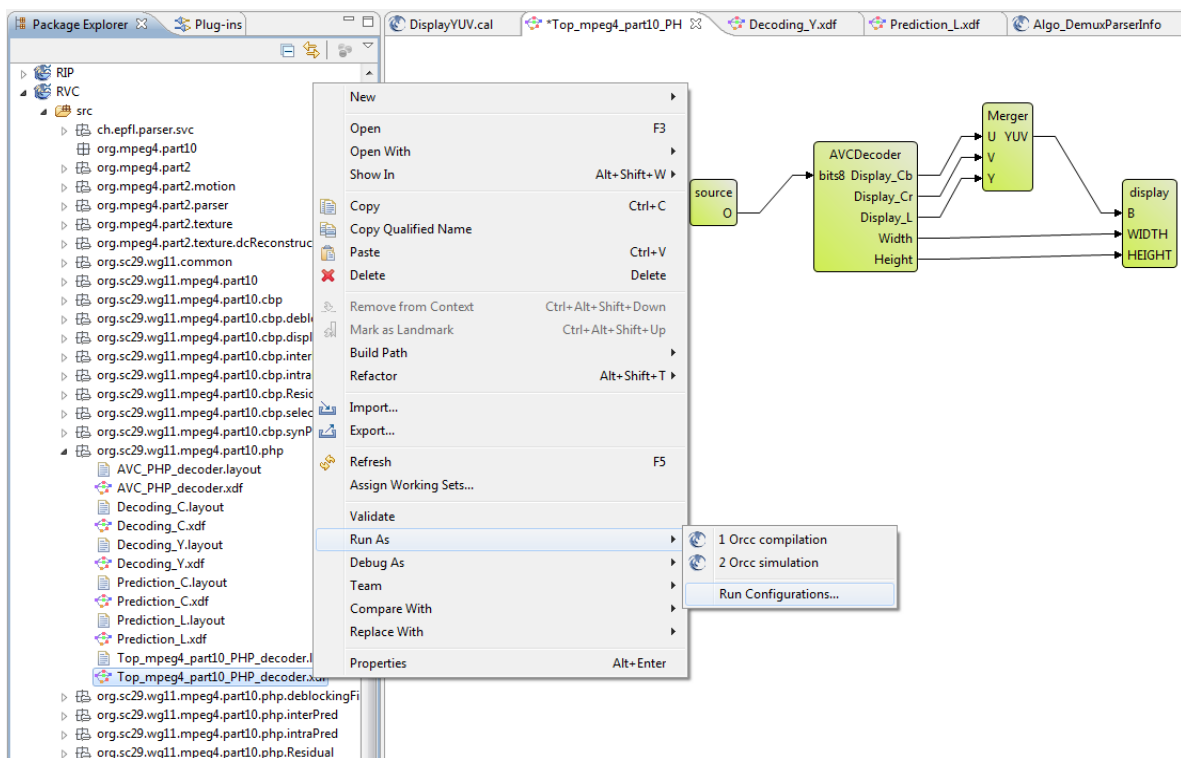 Package Explorer
Plug-ins
DisplayYUV.cal
*Top_mpeg4_part10_PH
Decoding_Y.xdf
Prediction_L.xdf
Algo_DemuxParserInfo
RIP
RVC
src
ch.epfl.parser.svc
org.mpeg4.part10
org.mpeg4.part2
org.mpeg4.part2.motion
org.mpeg4.part2.parser
org.mpeg4.part2.texture
org.mpeg4.part2.texture.dcReconstruc
org.sc29.wg11.common
org.sc29.wg11.mpeg4.part10
org.sc29.wg11.mpeg4.part10.cbp
org.sc29.wg11.mpeg4.part10.cbp.debl
org.sc29.wg11.mpeg4.part10.cbp.displ
org.sc29.wg11.mpeg4.part10.cbp.inter
org.sc29.wg11.mpeg4.part10.cbp.intra
org.sc29.wg11.mpeg4.part10.cbp.Resid
org.sc29.wg11.mpeg4.part10.cbp.selec
org.sc29.wg11.mpeg4.part10.cbp.synP
org.sc29.wg11.mpeg4.part10.php
AVC_PHP_decoder.layout
AVC_PHP_decoder.xdf
Decoding_C.layout
Decoding_C.xdf
Decoding_Y.layout
Decoding_Y.xdf
Prediction_C.layout
Prediction_C.xdf
Prediction_L.layout
Prediction_L.xdf
Top_mpeg4_part10_PHP_decoder.l
Top_mpeg4_part10_PHP_decoder.xdf
org.sc29.wg11.mpeg4.part10.php.deblockingFi
org.sc29.wg11.mpeg4.part10.php.interPred
org.sc29.wg11.mpeg4.part10.php.intraPred
org.sc29.wg11.mpeg4.part10.php.Residual
New
Open F3
Open With
Show In Alt+Shift+W
Copy Ctrl+C
Copy Qualified Name
Paste Ctrl+V
Delete Delete
Remove from Context Ctrl+Alt+Shift+Down
Mark as Landmark Ctrl+Alt+Shift+Up
Build Path
Refactor Alt+Shift+T
Import...
Export...
Refresh F5
Assign Working Sets...
Validate
Run As
Debug As
Team
Compare With
Replace With
Properties Alt+Enter
1 Orcc compilation
2 Orcc simulation
Run Configurations...
source
O
AVCDecoder
bits8 Display_Cb
Display_Cr
Display_L
Width
Height
Merger
U YUV
V
Y
display
B
WIDTH
HEIGHT